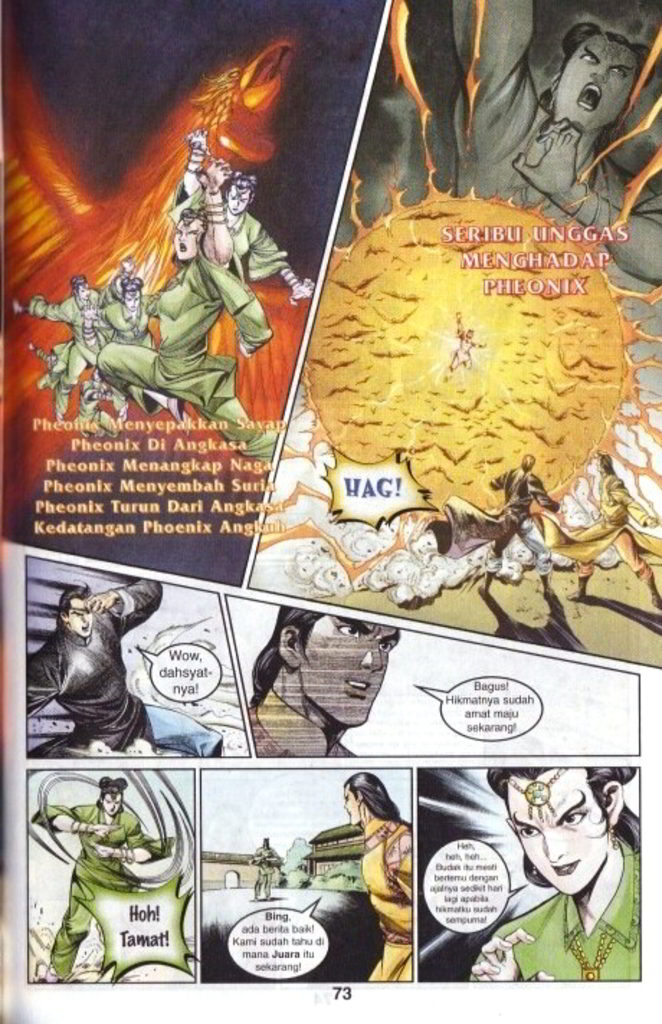 Pheonix Menyepakkan Sayap
Pheonix Di Angkasa
Pheonix Menangkap Naga
Pheonix Menyembah Suria
Pheonix Turun Dari Angkasa
Kedatangan Phoenix Angkuh
SERIBU UNGGAS
MENGHADAP
PHEONIX
HAG!
Wow,
dahsyat-
nya!
Bagus!
Hikmatnya sudah
amat maju
sekarang!
Hoh!
Tamat!
Bing,
ada berita baik!
Kami sudah tahu di
mana Juara itu
sekarang!
Heh,
heh, heh...
Budak itu mesti
bertemu dengan
ajalnya sedikit hari
lagi apabila
hikmatku sudah
sempurna!
73